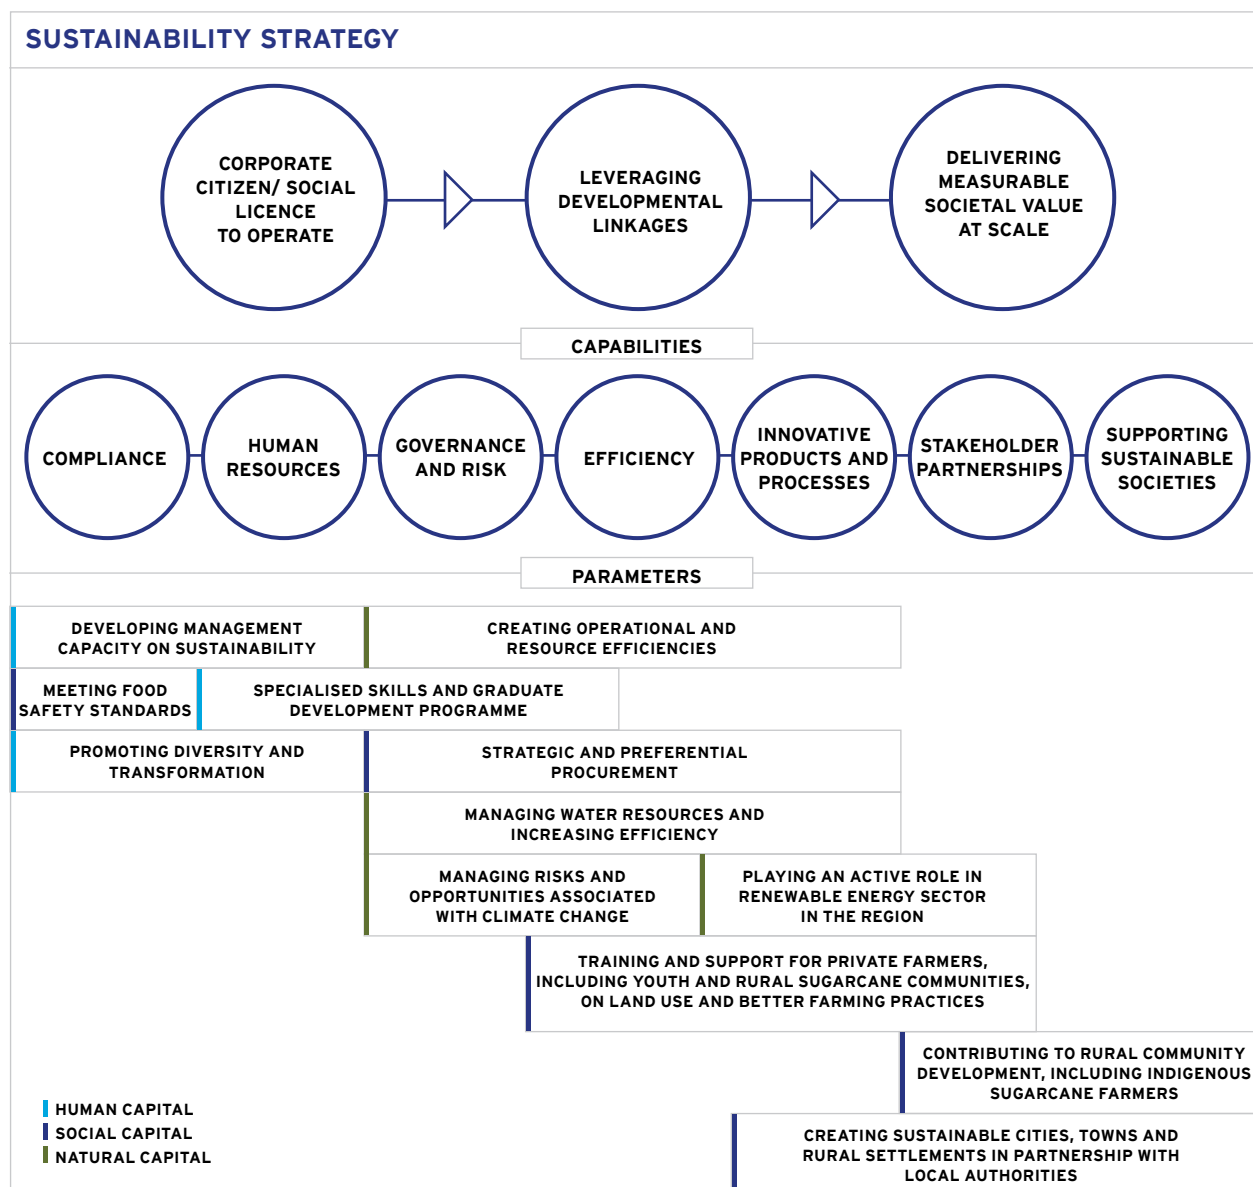 SUSTAINABILITY STRATEGY
CORPORATE
CITIZEN/ SOCIAL
LICENCE
TO OPERATE
LEVERAGING
DEVELOPMENTAL
LINKAGES
DELIVERING
MEASURABLE
SOCIETAL VALUE
AT SCALE
CAPABILITIES
COMPLIANCE
HUMAN
RESOURCES
GOVERNANCE
AND RISK
EFFICIENCY
INNOVATIVE
PRODUCTS AND
PROCESSES
STAKEHOLDER
PARTNERSHIPS
SUPPORTING
SUSTAINABLE
SOCIETIES
PARAMETERS
DEVELOPING MANAGEMENT
CAPACITY ON SUSTAINABILITY
CREATING OPERATIONAL AND
RESOURCE EFFICIENCIES
MEETING FOOD
SAFETY STANDARDS
SPECIALISED SKILLS AND GRADUATE
DEVELOPMENT PROGRAMME
PROMOTING DIVERSITY AND
TRANSFORMATION
STRATEGIC AND PREFERENTIAL
PROCUREMENT
MANAGING WATER RESOURCES AND
INCREASING EFFICIENCY
MANAGING RISKS AND
OPPORTUNITIES ASSOCIATED
WITH CLIMATE CHANGE
PLAYING AN ACTIVE ROLE IN
RENEWABLE ENERGY SECTOR
IN THE REGION
TRAINING AND SUPPORT FOR PRIVATE FARMERS,
INCLUDING YOUTH AND RURAL SUGARCANE COMMUNITIES,
ON LAND USE AND BETTER FARMING PRACTICES
CONTRIBUTING TO RURAL COMMUNITY
DEVELOPMENT, INCLUDING INDIGENOUS
SUGARCANE FARMERS
CREATING SUSTAINABLE CITIES, TOWNS AND
RURAL SETTLEMENTS IN PARTNERSHIP WITH
LOCAL AUTHORITIES
HUMAN CAPITAL
SOCIAL CAPITAL
NATURAL CAPITAL